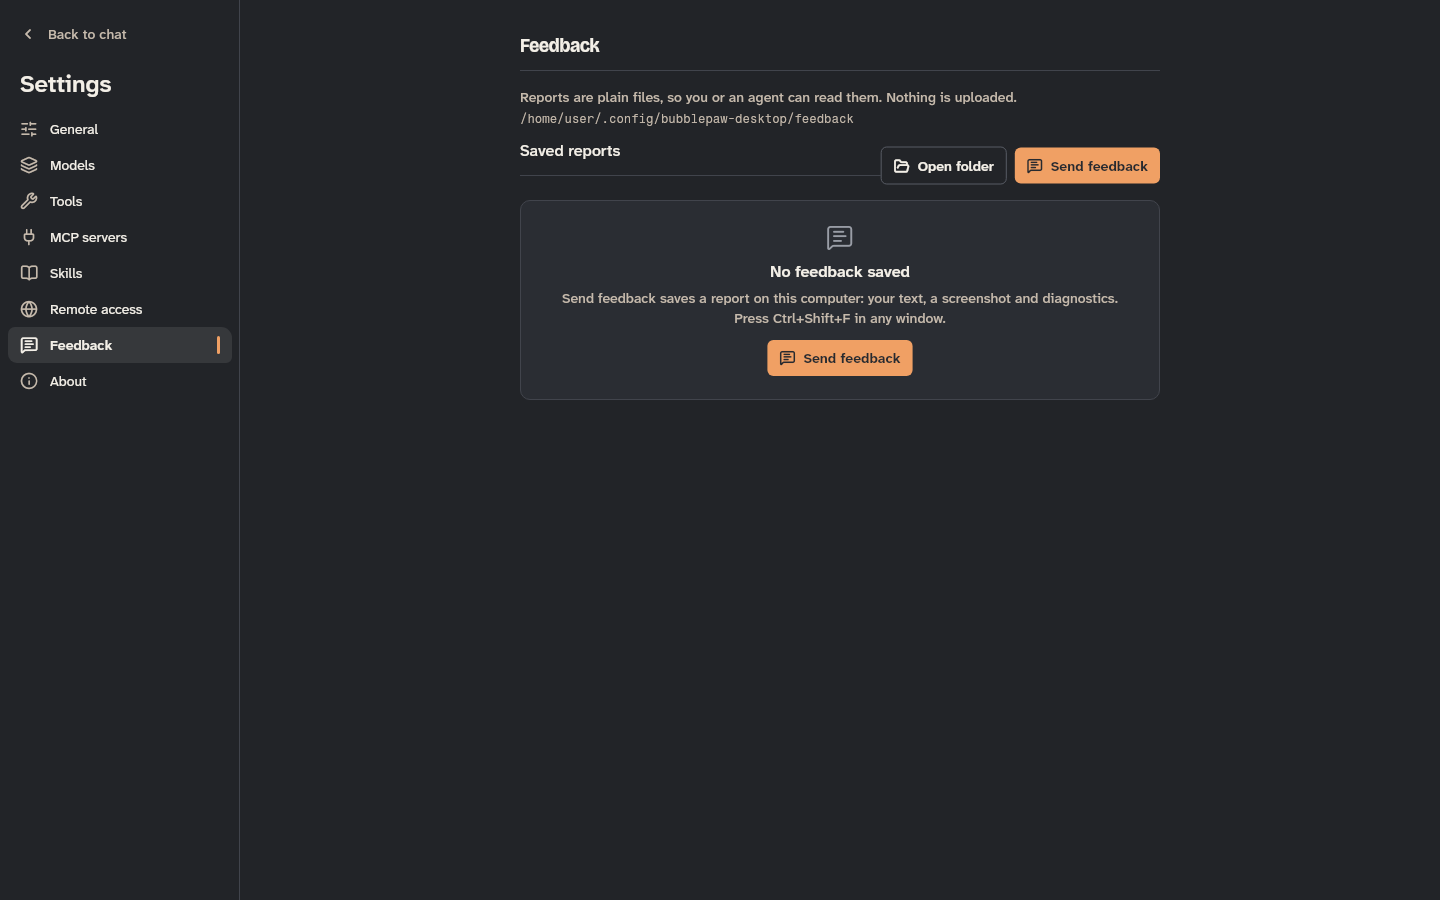 Back to chat
Settings
General
Models
Tools
MCP servers
Skills
Remote access
Feedback
About
Feedback
Reports are plain files, so you or an agent can read them. Nothing is uploaded.
/home/user/.config/bubblepaw-desktop/feedback
Saved reports
Open folder
Send feedback
No feedback saved
Send feedback saves a report on this computer: your text, a screenshot and diagnostics.
Press Ctrl+Shift+F in any window.
Send feedback